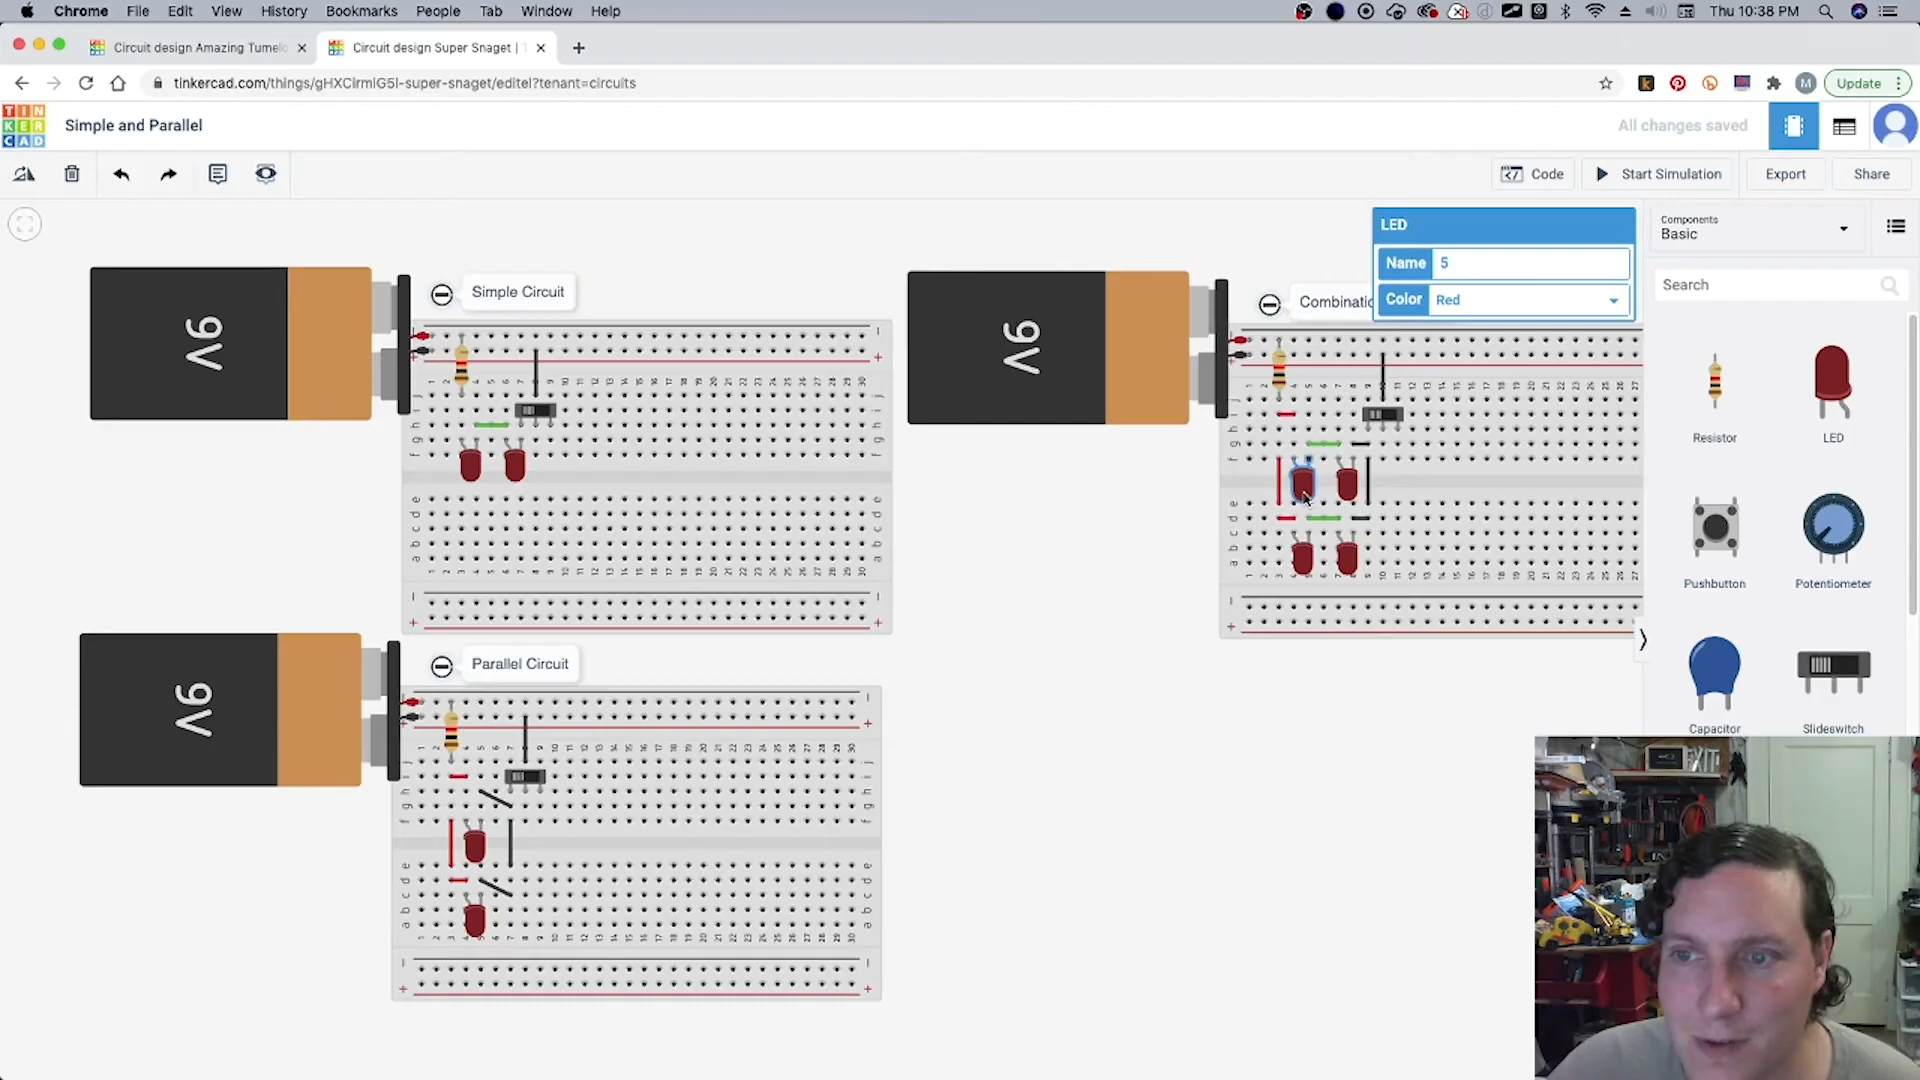 Chrome File Edit View History Bookmarks People Tab Window Help
Thu 10:38 PM
Circuit design Amazing Tumelo
Circuit design Super Snaget |
tinkercad.com/things/gHXCirmiG5l-super-snaget/editel?tenant=circuits
M
Update
TIN
KER
CAD
Simple and Parallel
All changes saved
Code
Start Simulation
Export
Share
LED
Name 5
Color Red
Components
Basic
Search
Simple Circuit
9V
Combinatio
9V
Resistor
LED
Pushbutton
Potentiometer
Capacitor
Slideswitch
Parallel Circuit
9V